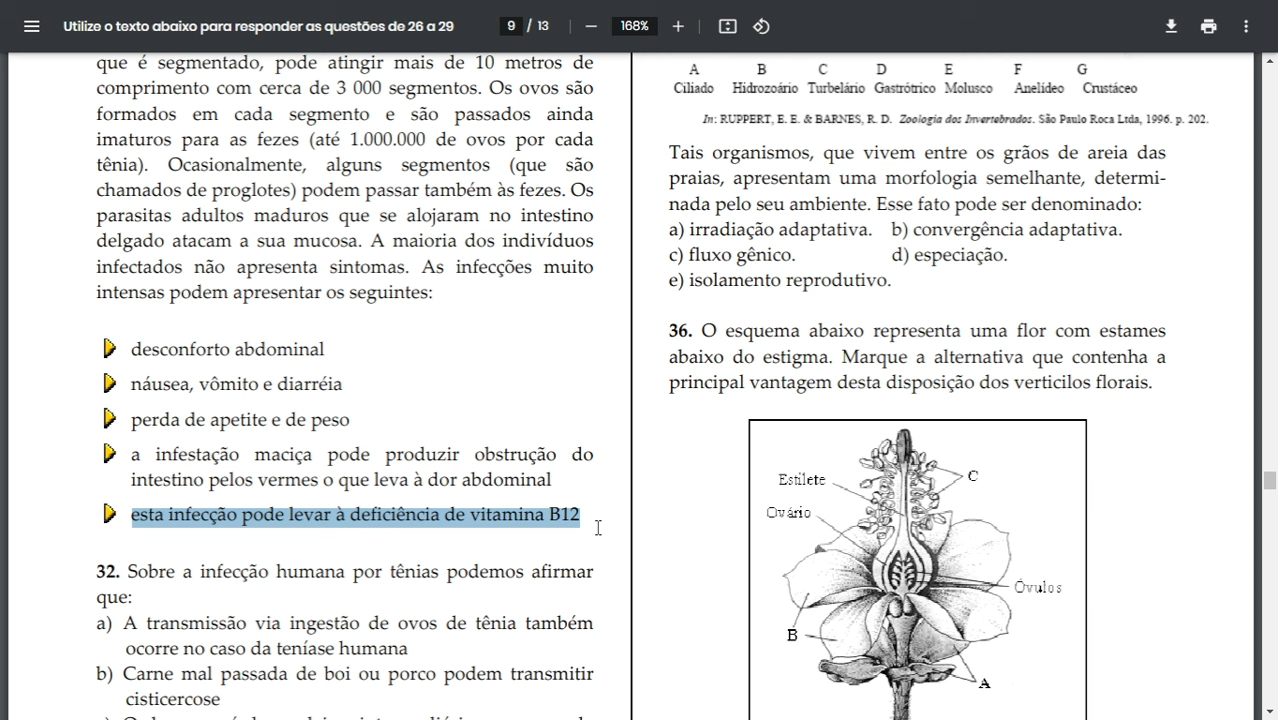 Utilize o texto abaixo para responder as questões de 26 a 29
9 / 13
168%
que é segmentado, pode atingir mais de 10 metros de
comprimento com cerca de 3 000 segmentos. Os ovos são
formados em cada segmento e são passados ainda
imaturos para as fezes (até 1.000.000 de ovos por cada
tênia). Ocasionalmente, alguns segmentos (que são
chamados de proglotes) podem passar também às fezes. Os
parasitas adultos maduros que se alojaram no intestino
delgado atacam a sua mucosa. A maioria dos indivíduos
infectados não apresenta sintomas. As infecções muito
intensas podem apresentar os seguintes:
desconforto abdominal
náusea, vômito e diarréia
perda de apetite e de peso
a infestação maciça pode produzir obstrução do
intestino pelos vermes o que leva à dor abdominal
esta infecção pode levar à deficiência de vitamina B12
32. Sobre a infecção humana por tênias podemos afirmar
que:
a) A transmissão via ingestão de ovos de tênia também
ocorre no caso da teníase humana
b) Carne mal passada de boi ou porco podem transmitir
cisticercose
A B C D E F G
Ciliado Hidrozoário Turbelário Gastrótrico Molusco Anelídeo Crustáceo
In: RUPPERT, E. E. & BARNES, R. D. Zoologia dos Invertebrados. São Paulo Roca Ltda, 1996. p. 202.
Tais organismos, que vivem entre os grãos de areia das
praias, apresentam uma morfologia semelhante, determi-
nada pelo seu ambiente. Esse fato pode ser denominado:
a) irradiação adaptativa. b) convergência adaptativa.
c) fluxo gênico. d) especiação.
e) isolamento reprodutivo.
36. O esquema abaixo representa uma flor com estames
abaixo do estigma. Marque a alternativa que contenha a
principal vantagem desta disposição dos verticilos florais.
Estilete
C
Ovário
Óvulos
B
A